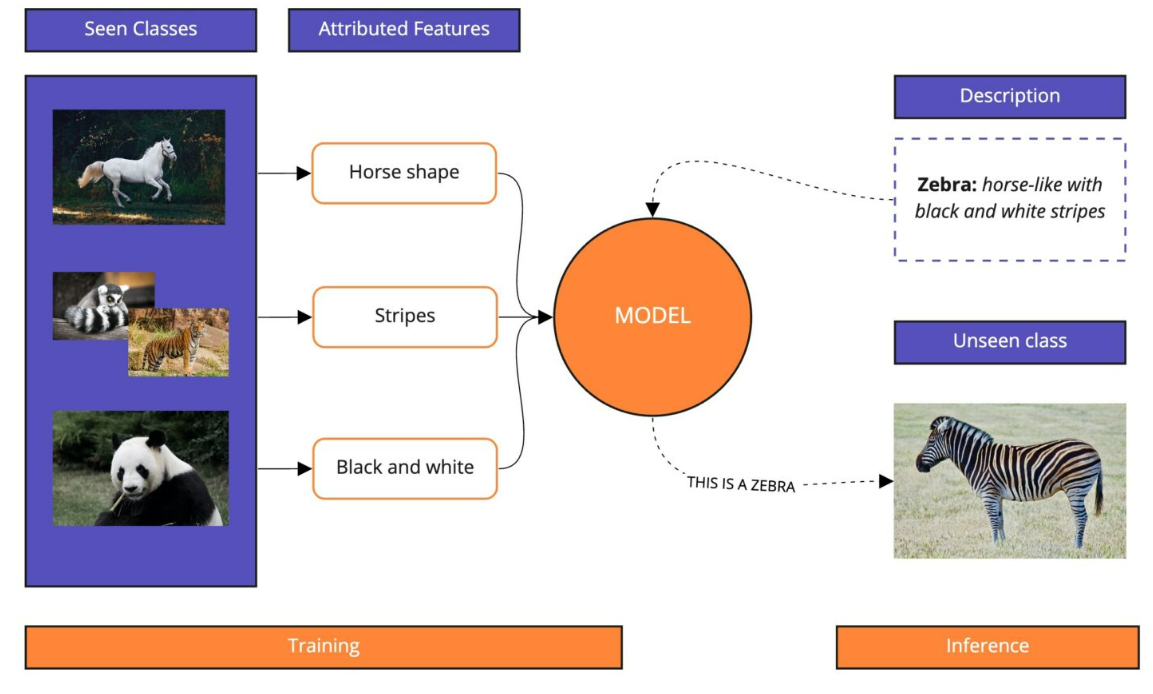 Seen Classes
Attributed Features
Description
Horse shape
Zebra: horse-like with
black and white stripes
Stripes
MODEL
Unseen class
Black and white
THIS IS A ZEBRA
Training
Inference